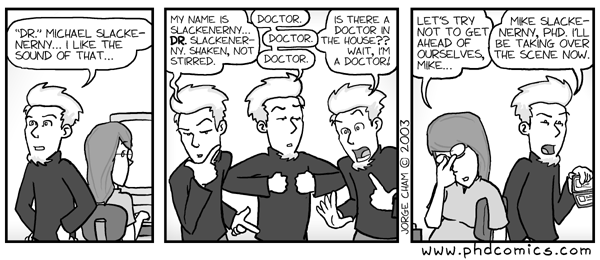 "DR." MICHAEL SLACKE-
NERNY... I LIKE THE
SOUND OF THAT...
MY NAME IS
SLACKENERNY...
DR. SLACKENER-
NY. SHAKEN, NOT
STIRRED.
DOCTOR.
DOCTOR.
DOCTOR.
IS THERE A
DOCTOR IN
THE HOUSE??
WAIT, I'M
A DOCTOR!
JORGE CHAM © 2003
LET'S TRY
NOT TO GET
AHEAD OF
OURSELVES,
MIKE...
MIKE SLACKE-
NERNY, PHD. I'LL
BE TAKING OVER
THE SCENE NOW.
www.phdcomics.com